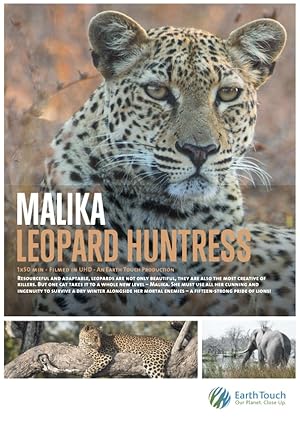 MALIKA
LEOPARD HUNTRESS
1x50 min - Filmed in UHD - An Earth Touch Production
Resourceful and adaptable, leopards are not only beautiful, they are also the most creative of
killers. But one cat takes it to a whole new level – Malika. She must use all her cunning and
ingenuity to survive a dry winter alongside her mortal enemies – a fifteen-strong pride of lions!
EarthTouch
Our Planet. Close Up.